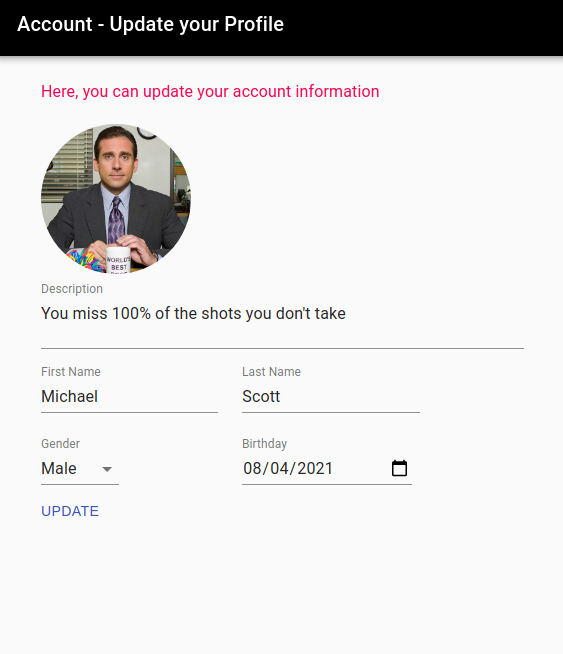 Account - Update your Profile
Here, you can update your account information
WORLD'S
BEST
Description
You miss 100% of the shots you don't take
First Name
Last Name
Michael
Scott
Gender
Birthday
Male
08/04/2021
UPDATE